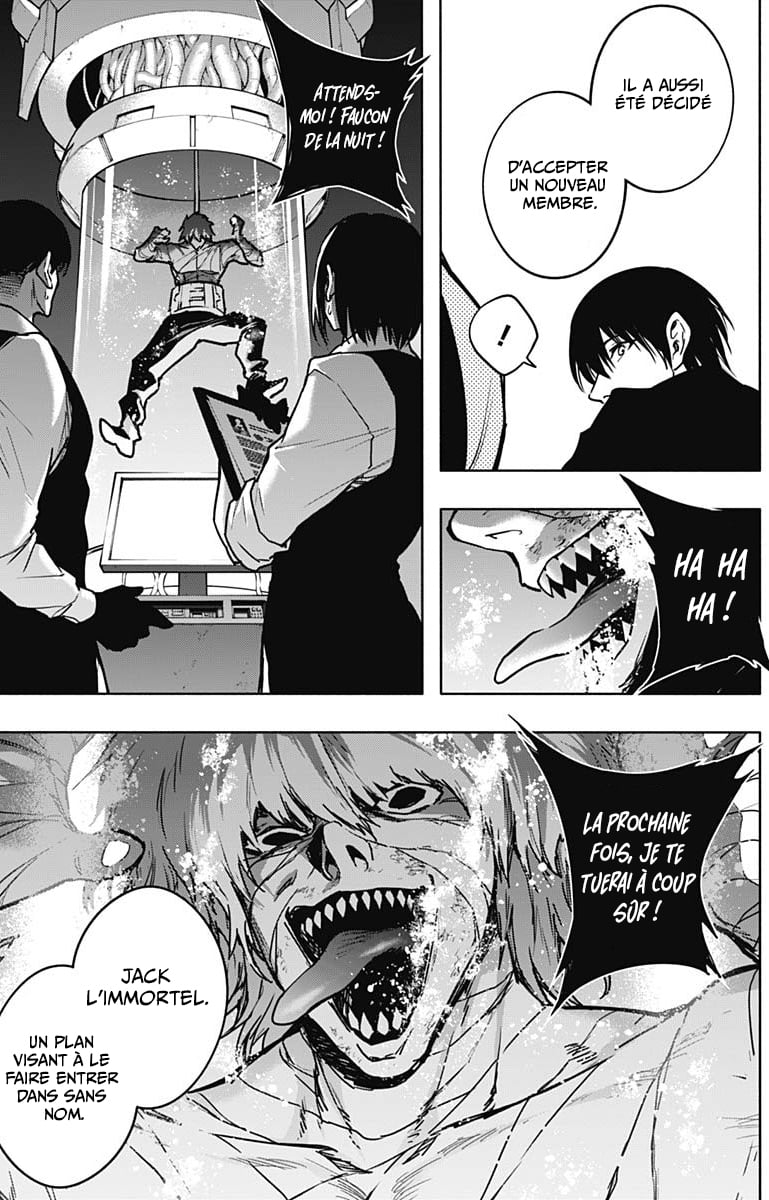 IL A AUSSI
ÉTÉ DÉCIDÉ
D'ACCEPTER
UN NOUVEAU
MEMBRE.
!
ATTENDS-
MOI ! FAUCON
DE LA NUIT !
HA HA
HA !
LA PROCHAINE
FOIS, JE TE
TUERAI À COUP
SÛR !
JACK
L'IMMORTEL.
UN PLAN
VISANT À LE
FAIRE ENTRER
DANS SANS
NOM.